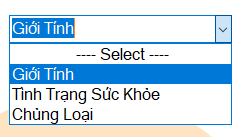 Giới Tính
---- Select ----
Giới Tính
Tình Trạng Sức Khỏe
Chủng Loại